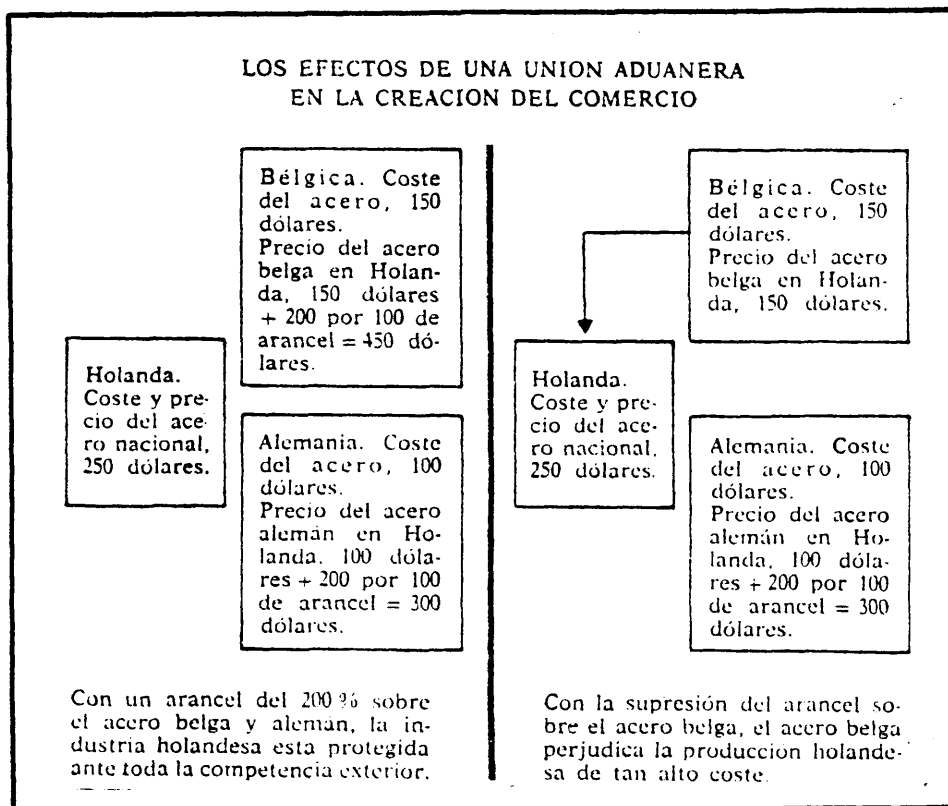 LOS EFECTOS DE UNA UNION ADUANERA
EN LA CREACION DEL COMERCIO
Bélgica. Coste
del acero, 150
dólares.
Precio del acero
belga en Holan-
da, 150 dólares
+ 200 por 100 de
arancel = 450 dó-
lares.
Holanda.
Coste y pre-
cio del ace-
ro nacional,
250 dólares.
Alemania. Coste
del acero, 100
dólares.
Precio del acero
alemán en Ho-
landa, 100 dóla-
res + 200 por 100
de arancel = 300
dólares.
Con un arancel del 200 % sobre
el acero belga y alemán, la in-
dustria holandesa esta protegida
ante toda la competencia exterior.
Bélgica. Coste
del acero, 150
dólares.
Precio del acero
belga en Holan-
da, 150 dólares.
Holanda.
Coste y pre-
cio del ace-
ro nacional,
250 dólares.
Alemania. Coste
del acero, 100
dólares.
Precio del acero
alemán en Ho-
landa, 100 dóla-
res + 200 por 100
de arancel = 300
dólares.
Con la supresión del arancel so-
bre el acero belga, el acero belga
perjudica la producción holande-
sa de tan alto coste.